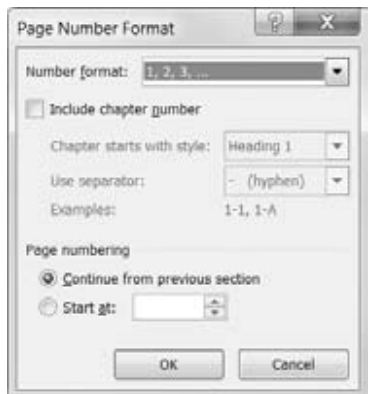 Page Number Format
Number format: 1, 2, 3, ...
Include chapter number
Chapter starts with style: Heading 1
Use separator: - (hyphen)
Examples: 1-1, 1-A
Page numbering
Continue from previous section
Start at:
OK Cancel